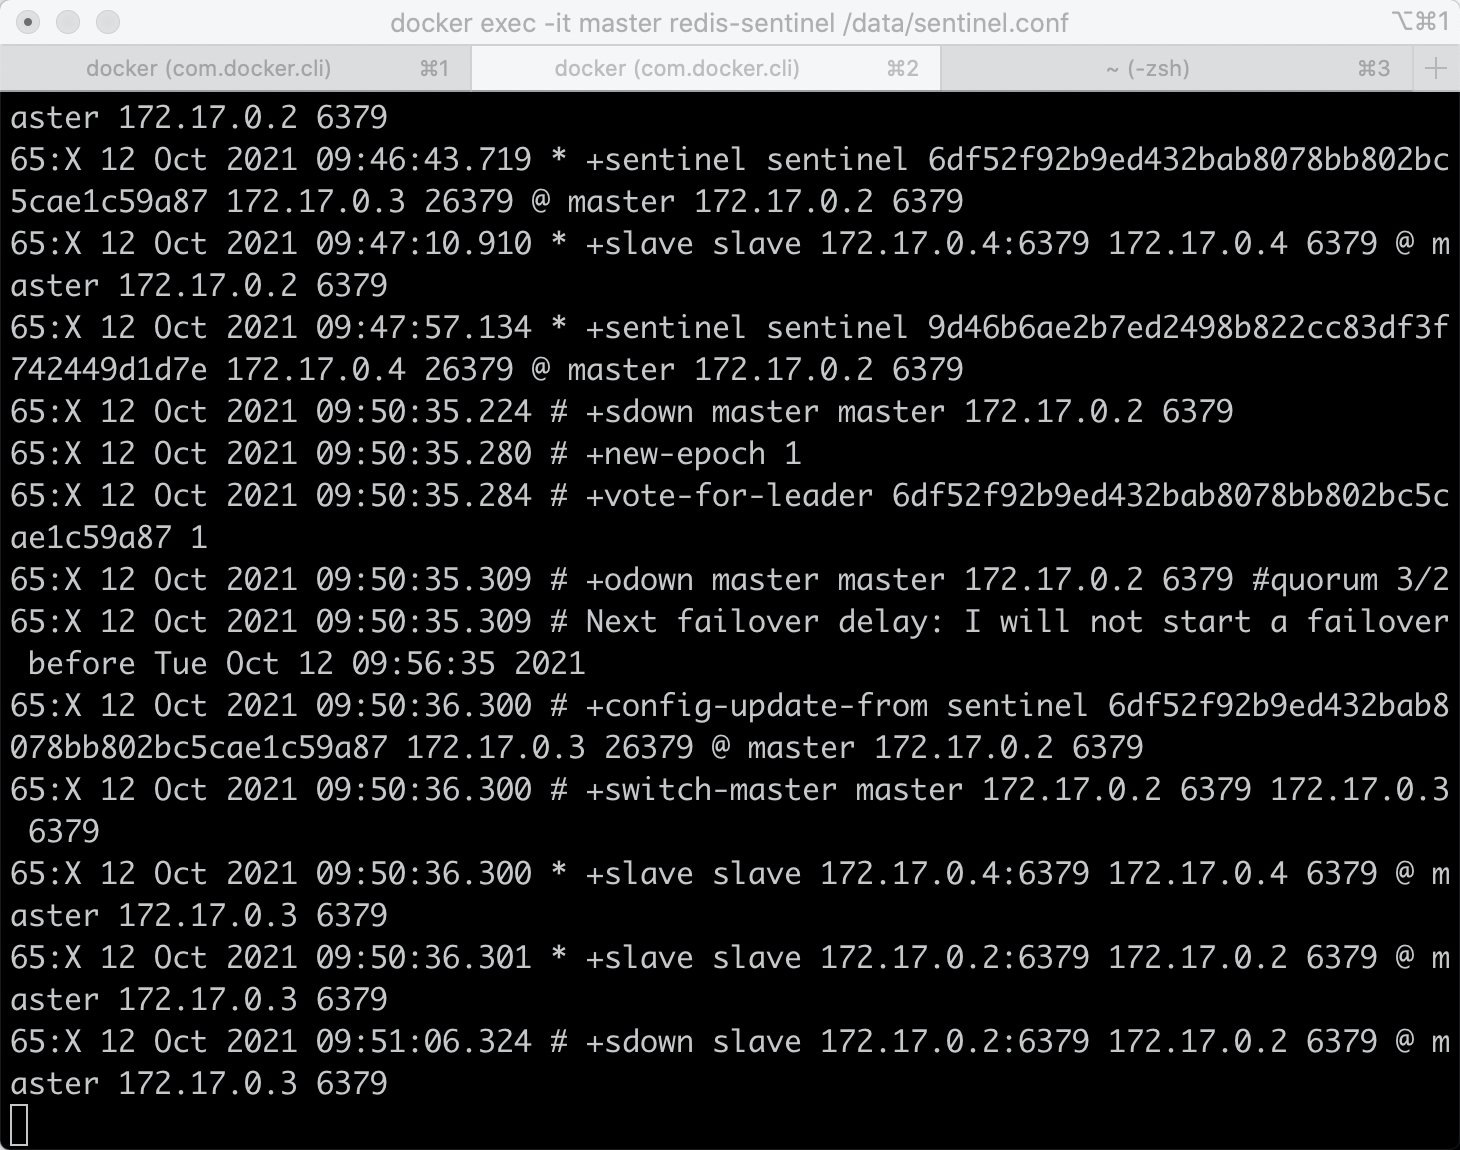 docker exec -it master redis-sentinel /data/sentinel.conf ⌥⌘1
docker (com.docker.cli) ⌘1 docker (com.docker.cli) ⌘2 ~ (-zsh) ⌘3 +
aster 172.17.0.2 6379
65:X 12 Oct 2021 09:46:43.719 * +sentinel sentinel 6df52f92b9ed432bab8078bb802bc
5cae1c59a87 172.17.0.3 26379 @ master 172.17.0.2 6379
65:X 12 Oct 2021 09:47:10.910 * +slave slave 172.17.0.4:6379 172.17.0.4 6379 @ m
aster 172.17.0.2 6379
65:X 12 Oct 2021 09:47:57.134 * +sentinel sentinel 9d46b6ae2b7ed2498b822cc83df3f
742449d1d7e 172.17.0.4 26379 @ master 172.17.0.2 6379
65:X 12 Oct 2021 09:50:35.224 # +sdown master master 172.17.0.2 6379
65:X 12 Oct 2021 09:50:35.280 # +new-epoch 1
65:X 12 Oct 2021 09:50:35.284 # +vote-for-leader 6df52f92b9ed432bab8078bb802bc5c
ae1c59a87 1
65:X 12 Oct 2021 09:50:35.309 # +odown master master 172.17.0.2 6379 #quorum 3/2
65:X 12 Oct 2021 09:50:35.309 # Next failover delay: I will not start a failover
 before Tue Oct 12 09:56:35 2021
65:X 12 Oct 2021 09:50:36.300 # +config-update-from sentinel 6df52f92b9ed432bab8
078bb802bc5cae1c59a87 172.17.0.3 26379 @ master 172.17.0.2 6379
65:X 12 Oct 2021 09:50:36.300 # +switch-master master 172.17.0.2 6379 172.17.0.3
 6379
65:X 12 Oct 2021 09:50:36.300 * +slave slave 172.17.0.4:6379 172.17.0.4 6379 @ m
aster 172.17.0.3 6379
65:X 12 Oct 2021 09:50:36.301 * +slave slave 172.17.0.2:6379 172.17.0.2 6379 @ m
aster 172.17.0.3 6379
65:X 12 Oct 2021 09:51:06.324 # +sdown slave 172.17.0.2:6379 172.17.0.2 6379 @ m
aster 172.17.0.3 6379